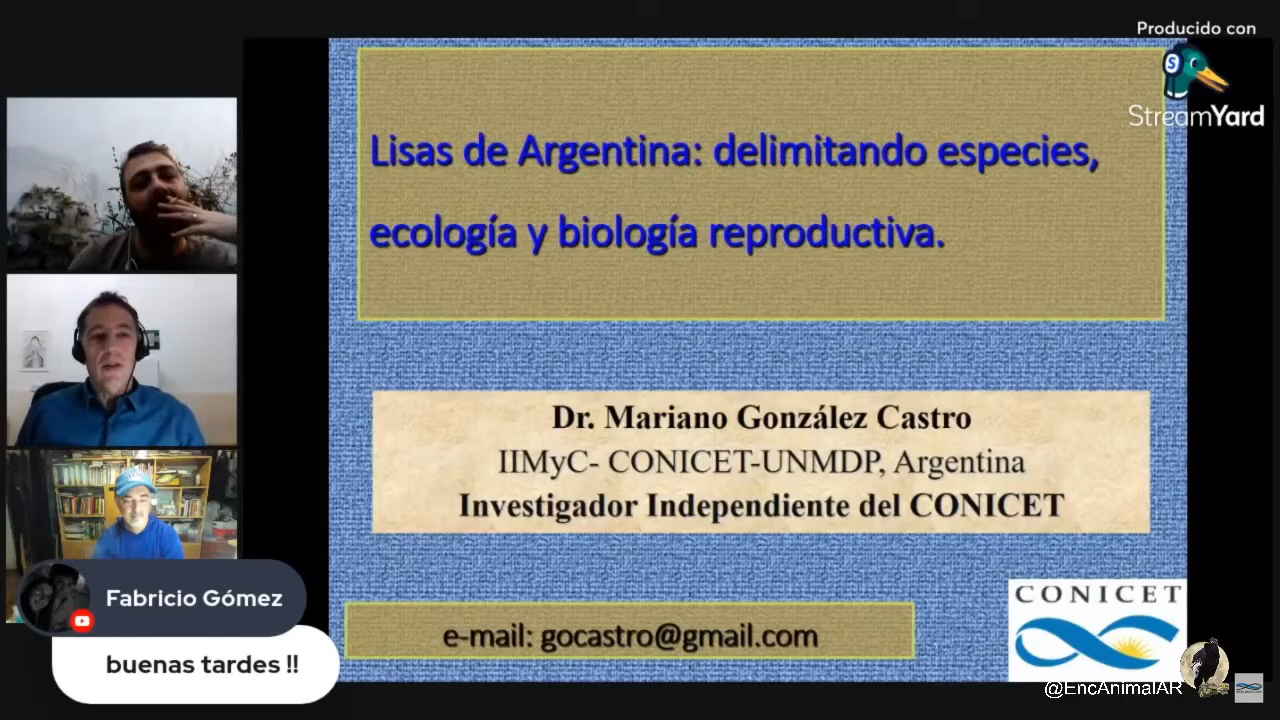 Producido con
StreamYard
Lisas de Argentina: delimitando especies,
ecología y biología reproductiva.
Dr. Mariano González Castro
IIMyC- CONICET-UNMDP, Argentina
Investigador Independiente del CONICET
e-mail: gocastro@gmail.com
CONICET
Fabricio Gómez
buenas tardes !!
@EncAnimalAR